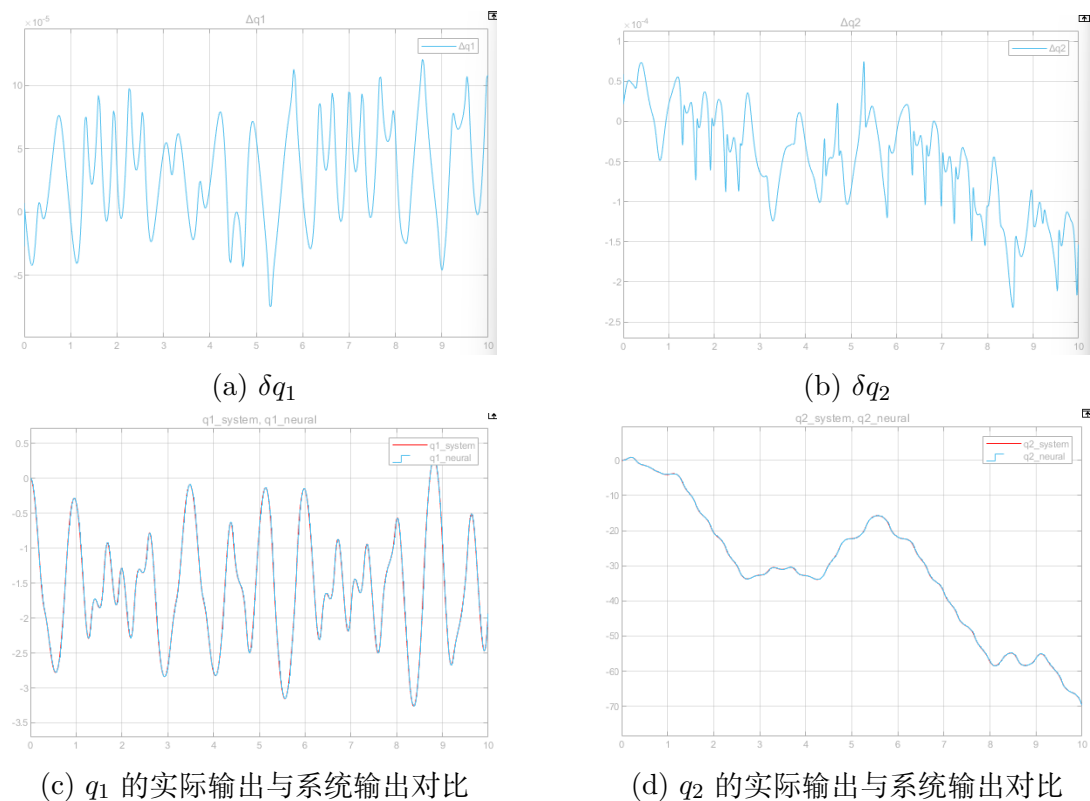 Δq1
×10⁻⁵
Δq1
10
5
0
-5
0 1 2 3 4 5 6 7 8 9 10
(a) δq₁
Δq2
×10⁻⁴
Δq2
1
0.5
0
-0.5
-1
-1.5
-2
-2.5
0 1 2 3 4 5 6 7 8 9 10
(b) δq₂
q1_system, q1_neural
q1_system
q1_neural
0.5
0
-0.5
-1
-1.5
-2
-2.5
-3
-3.5
0 1 2 3 4 5 6 7 8 9 10
(c) q₁ 的实际输出与系统输出对比
q2_system, q2_neural
q2_system
q2_neural
0
-10
-20
-30
-40
-50
-60
-70
0 1 2 3 4 5 6 7 8 9 10
(d) q₂ 的实际输出与系统输出对比